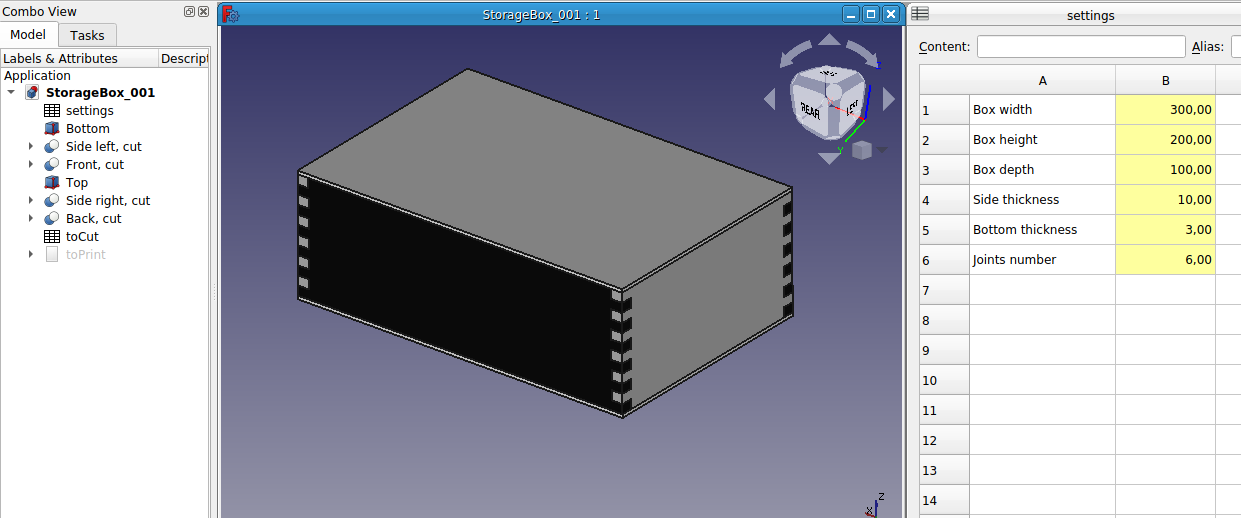 Combo View
Model
Tasks
Labels & Attributes
Descript
Application
StorageBox_001
settings
Bottom
Side left, cut
Front, cut
Top
Side right, cut
Back, cut
toCut
toPrint
StorageBox_001 : 1
REAR
LEFT
Y
Z
X
settings
Content:
Alias:
A B
1 Box width 300,00
2 Box height 200,00
3 Box depth 100,00
4 Side thickness 10,00
5 Bottom thickness 3,00
6 Joints number 6,00
7
8
9
10
11
12
13
14